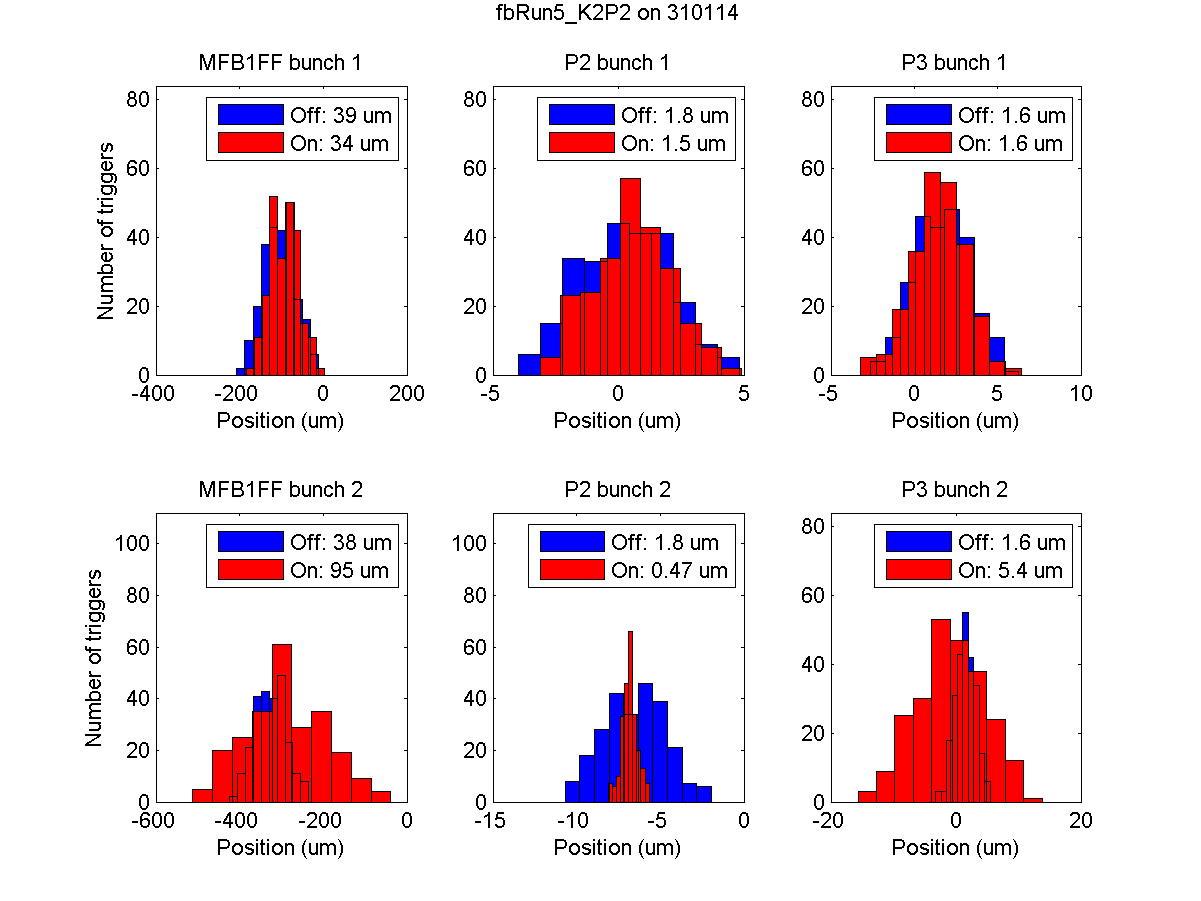 fbRun5_K2P2 on 310114
MFB1FF bunch 1
Number of triggers
80
60
40
20
0
Off: 39 um
On: 34 um
-400
-200
0
200
Position (um)
P2 bunch 1
80
60
40
20
0
Off: 1.8 um
On: 1.5 um
-5
0
5
Position (um)
P3 bunch 1
80
60
40
20
0
Off: 1.6 um
On: 1.6 um
-5
0
5
10
Position (um)
MFB1FF bunch 2
Number of triggers
100
80
60
40
20
0
Off: 38 um
On: 95 um
-600
-400
-200
0
Position (um)
P2 bunch 2
100
80
60
40
20
0
Off: 1.8 um
On: 0.47 um
-15
-10
-5
0
Position (um)
P3 bunch 2
80
60
40
20
0
Off: 1.6 um
On: 5.4 um
-20
0
20
Position (um)